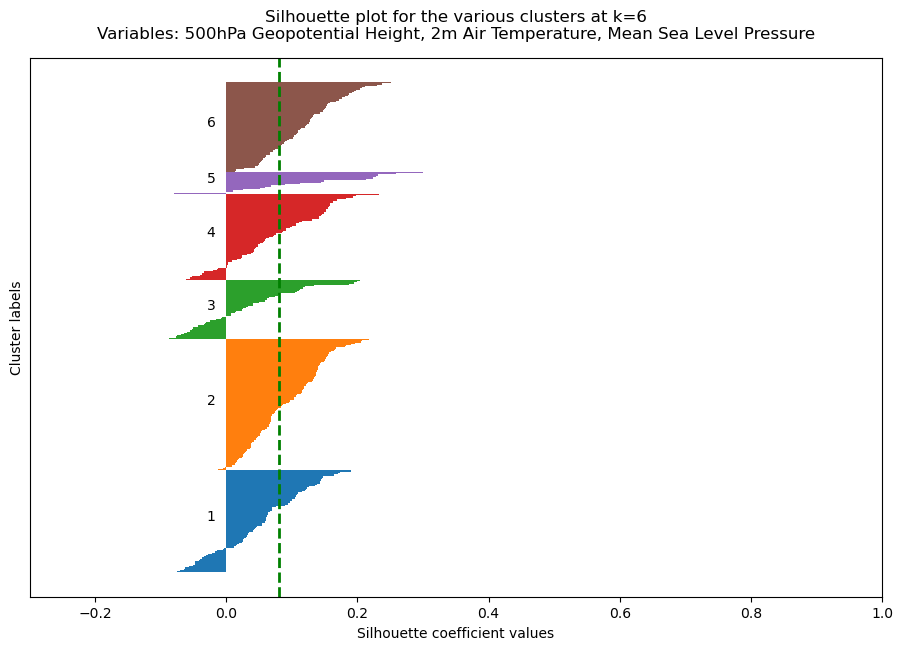 Silhouette plot for the various clusters at k=6
Variables: 500hPa Geopotential Height, 2m Air Temperature, Mean Sea Level Pressure
Cluster labels
6
5
4
3
2
1
−0.2 0.0 0.2 0.4 0.6 0.8 1.0
Silhouette coefficient values